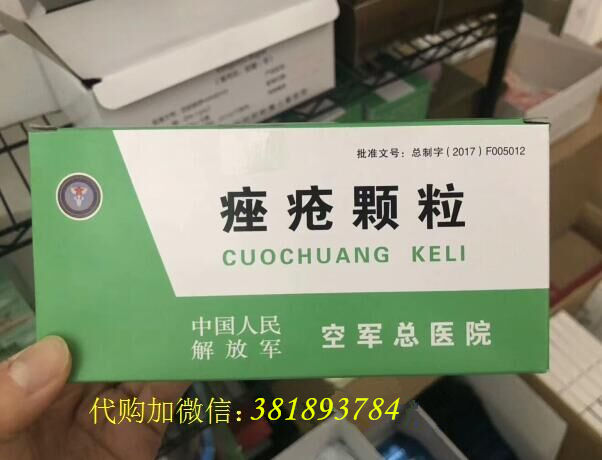 批准文号：总制字（2017）F005012
痤疮颗粒
CUOCHUANG KELI
中国人民
解放军
空军总医院
代购加微信：381893784